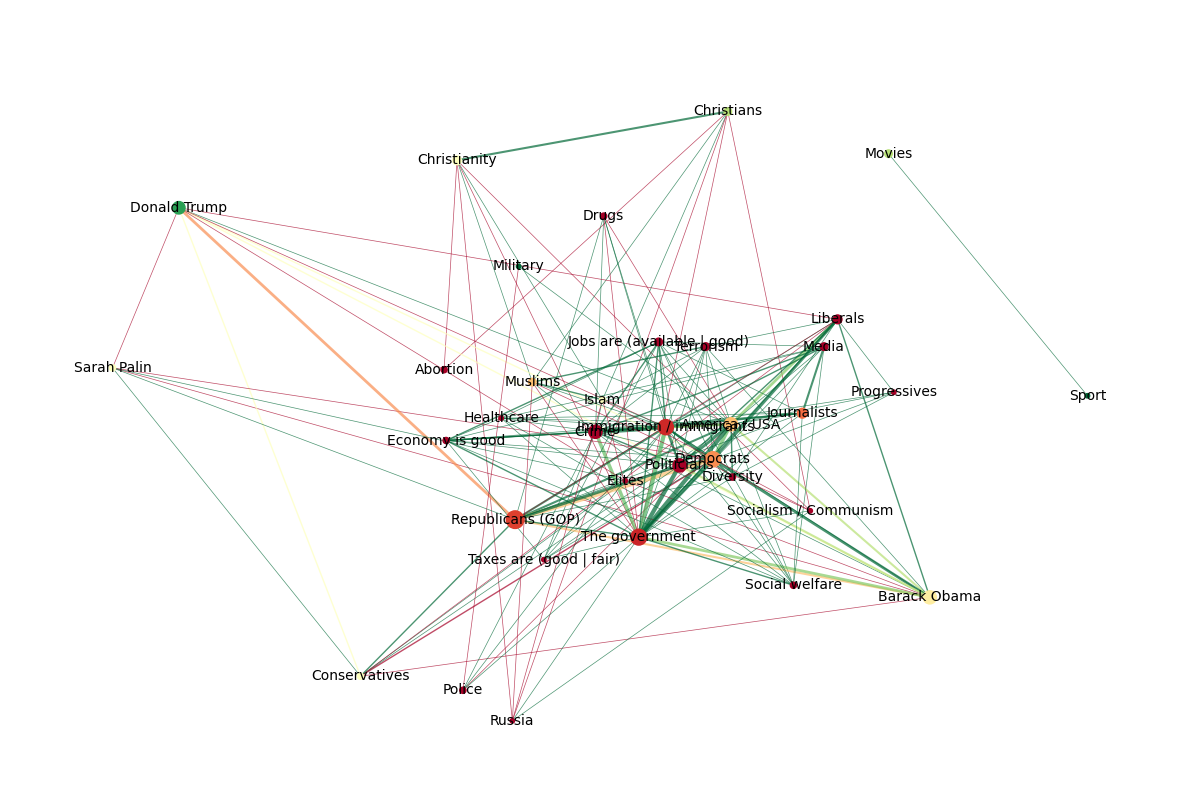 Christians
Movies
Christianity
Donald Trump
Drugs
Military
Liberals
Jobs are (available | good)
Terrorism
Media
Sarah Palin
Abortion
Muslims
Progressives
Sport
Islam
Journalists
Healthcare
America / USA
Immigration / immigrants
Crime
Economy is good
Democrats
Politicians
Diversity
Elites
Socialism / Communism
Republicans (GOP)
The government
Taxes are (good | fair)
Social welfare
Barack Obama
Conservatives
Police
Russia